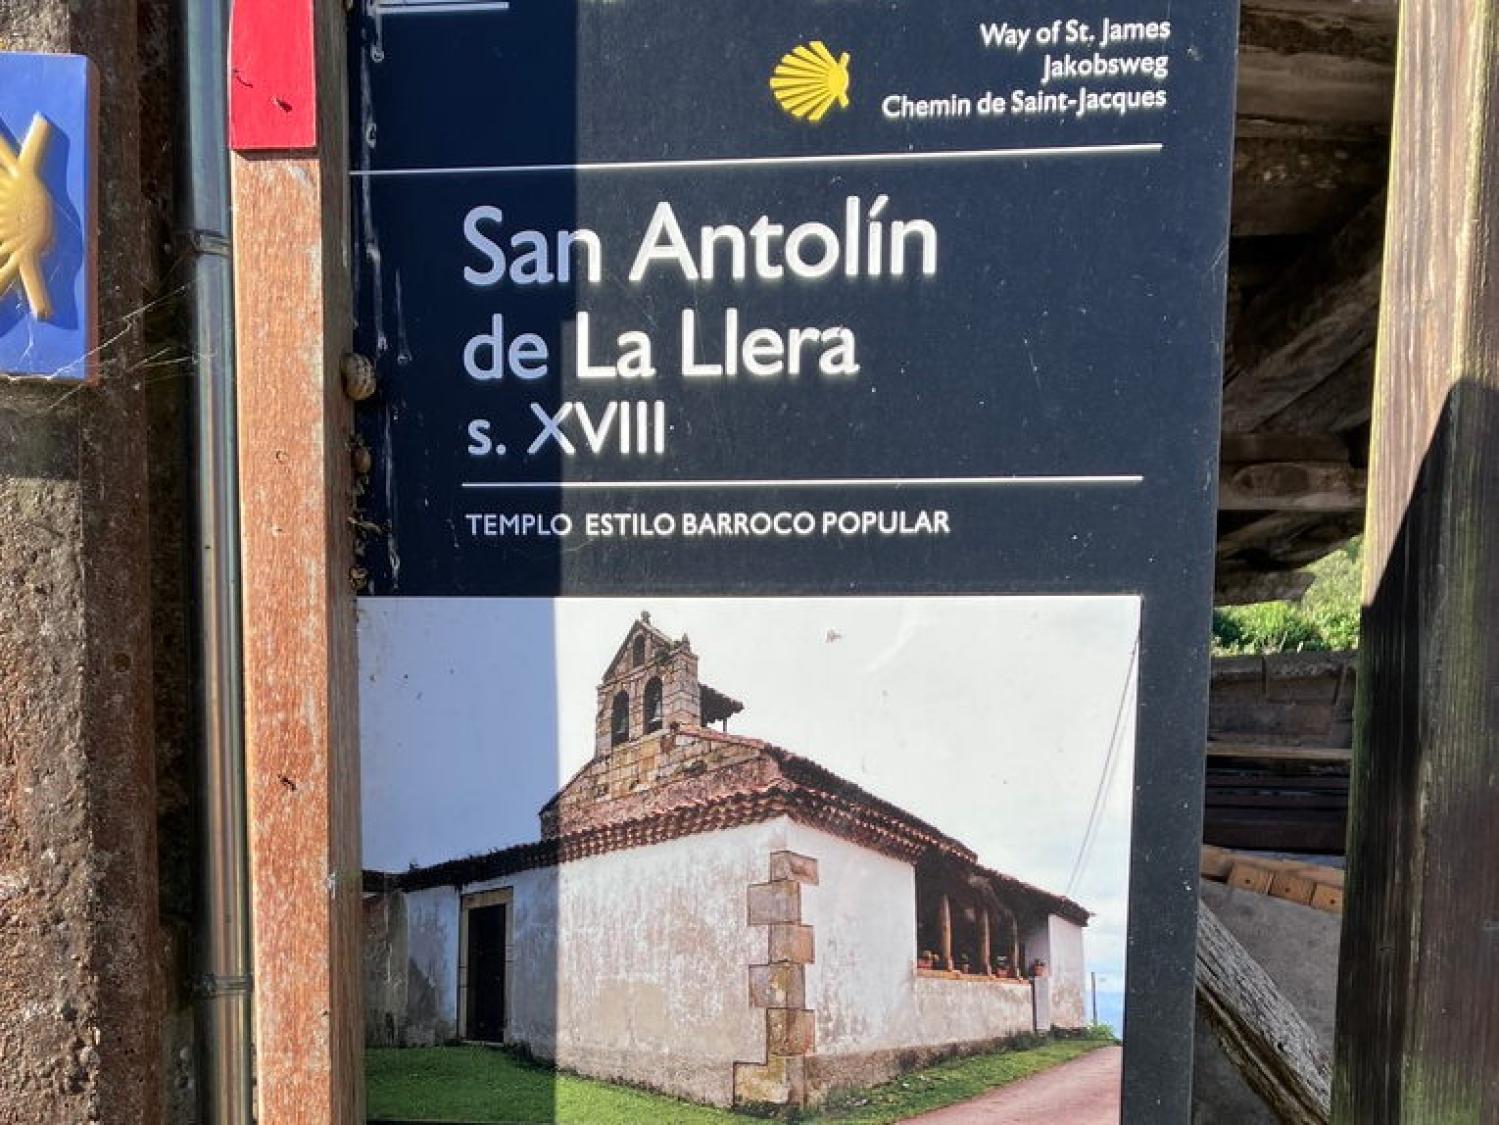 Way of St. James
Jakobsweg
Chemin de Saint-Jacques
San Antolín
de La Llera
s. XVIII
TEMPLO ESTILO BARROCO POPULAR